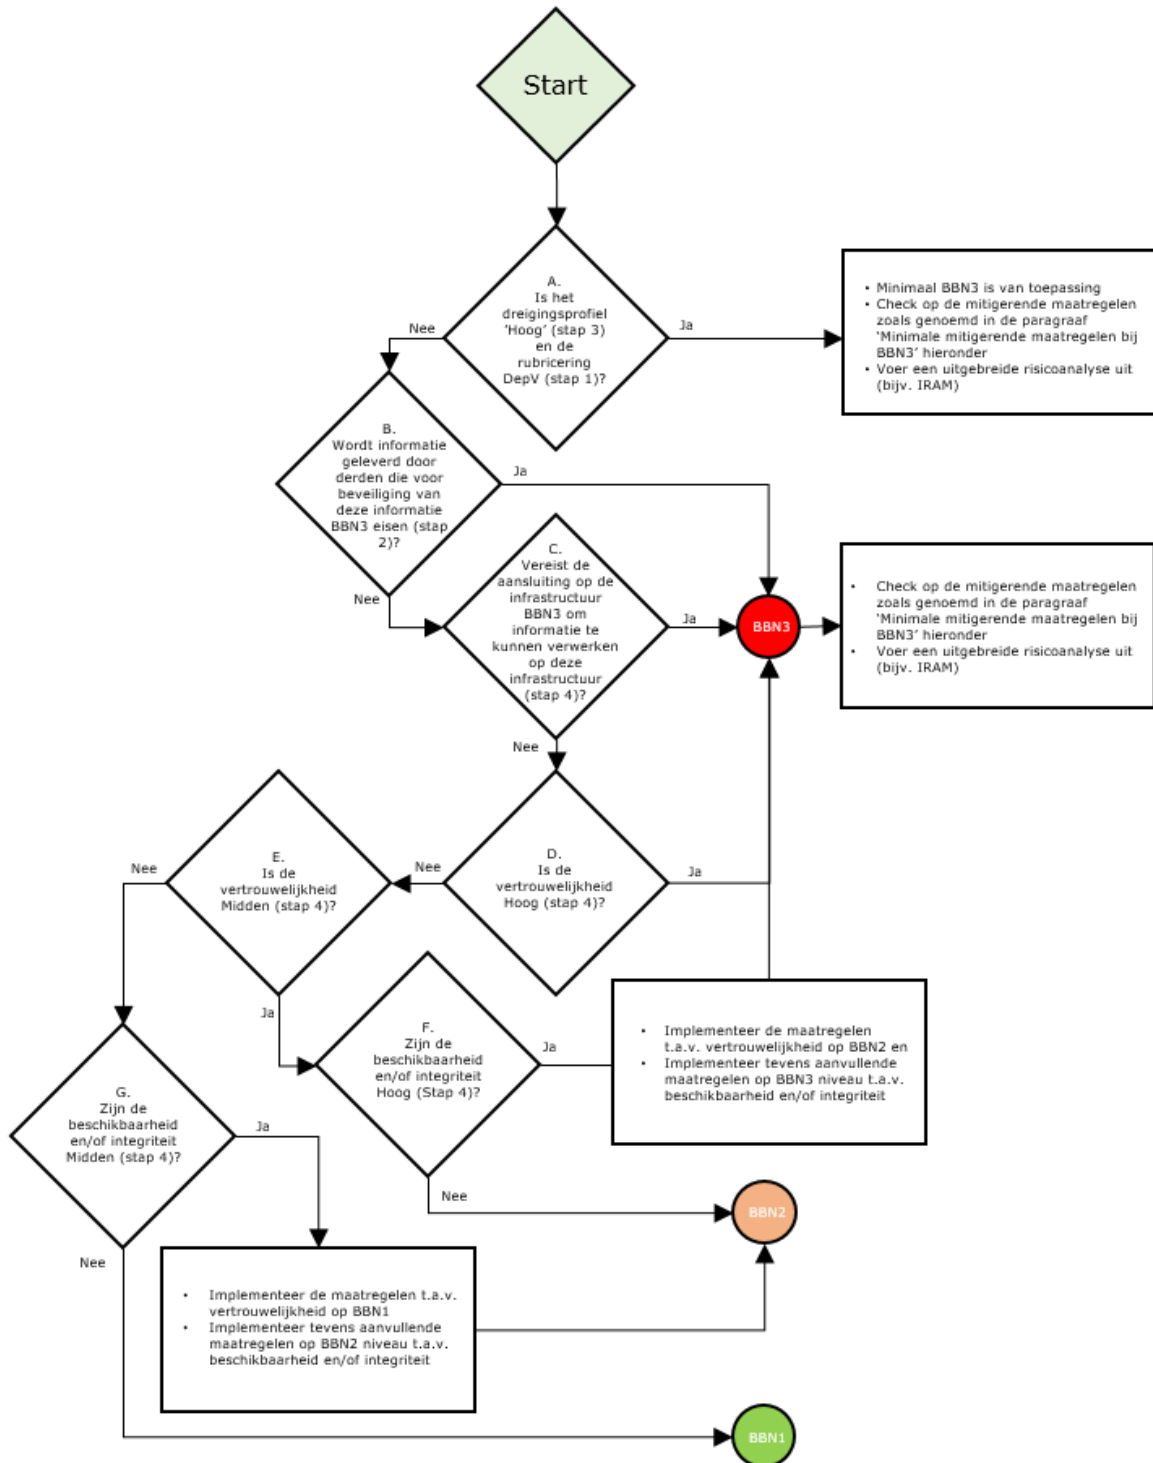 Start
A.
Is het
dreigingsprofiel
'Hoog' (stap 3)
en de
rubricering
DepV (stap 1)?
Nee
Ja
• Minimaal BBN3 is van toepassing
• Check op de mitigerende maatregelen
zoals genoemd in de paragraaf
'Minimale mitigerende maatregelen bij
BBN3' hieronder
• Voer een uitgebreide risicoanalyse uit
(bijv. IRAM)
B.
Wordt informatie
geleverd door
derden die voor
beveiliging van
deze informatie
BBN3 eisen (stap
2)?
Ja
Nee
C.
Vereist de
aansluiting op de
infrastructuur
BBN3 om
informatie te
kunnen verwerken
op deze
infrastructuur
(stap 4)?
Ja
Nee
BBN3
• Check op de mitigerende maatregelen
zoals genoemd in de paragraaf
'Minimale mitigerende maatregelen bij
BBN3' hieronder
• Voer een uitgebreide risicoanalyse uit
(bijv. IRAM)
D.
Is de
vertrouwelijkheid
Hoog (stap 4)?
Nee
Ja
E.
Is de
vertrouwelijkheid
Midden (stap 4)?
Nee
Ja
F.
Zijn de
beschikbaarheid
en/of integriteit
Hoog (Stap 4)?
Ja
Nee
• Implementeer de maatregelen
t.a.v. vertrouwelijkheid op BBN2 en
• Implementeer tevens aanvullende
maatregelen op BBN3 niveau t.a.v.
beschikbaarheid en/of integriteit
G.
Zijn de
beschikbaarheid
en/of integriteit
Midden (stap 4)?
Ja
Nee
BBN2
• Implementeer de maatregelen t.a.v.
vertrouwelijkheid op BBN1
• Implementeer tevens aanvullende
maatregelen op BBN2 niveau t.a.v.
beschikbaarheid en/of integriteit
BBN1